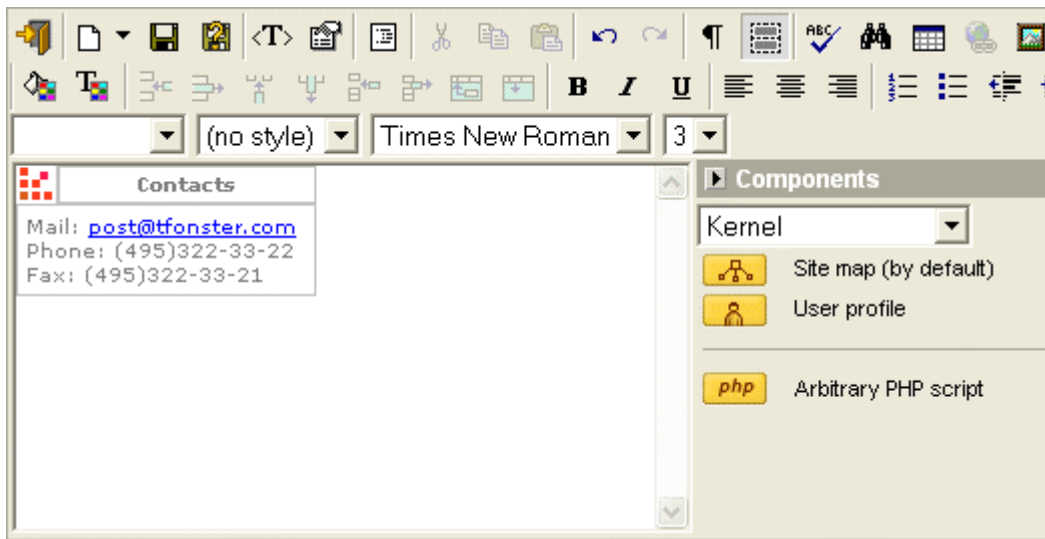 <T>
ABC
B I U
(no style) Times New Roman 3
Contacts
Mail: post@tfonster.com
Phone: (495)322-33-22
Fax: (495)322-33-21
Components
Kernel
Site map (by default)
User profile
php Arbitrary PHP script